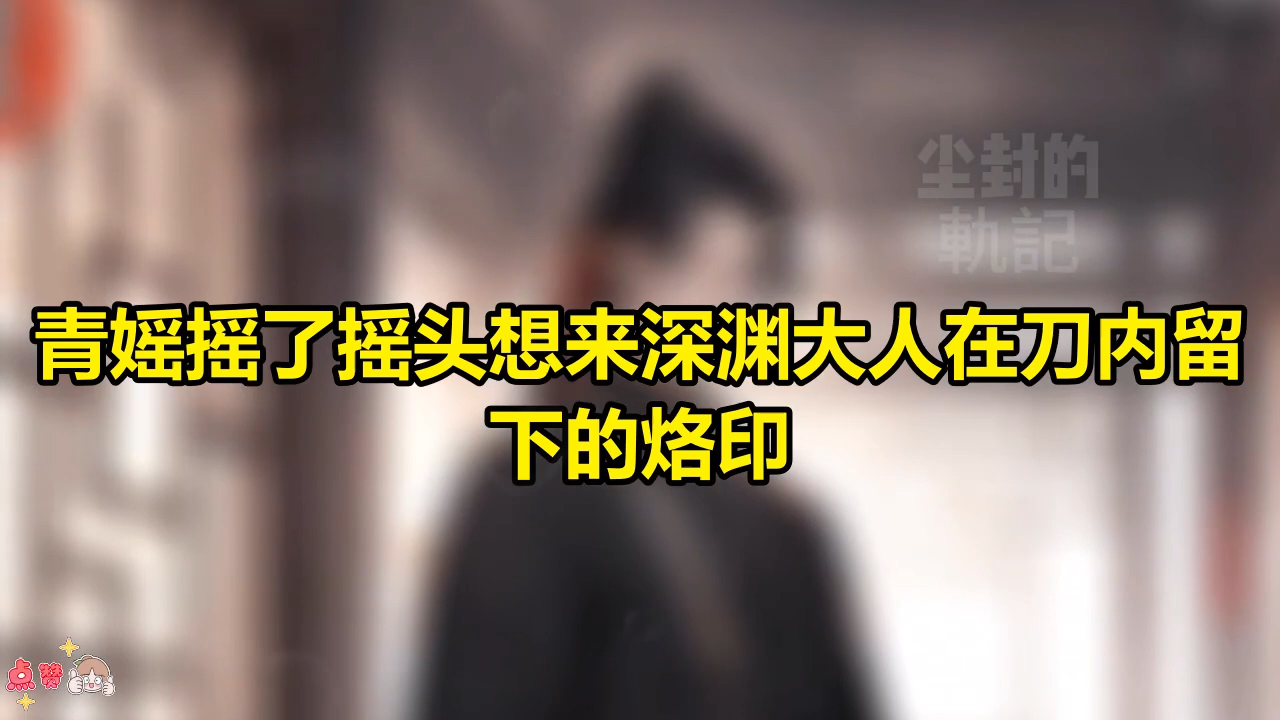 尘封的
軌記
青婬摇了摇头想来深渊大人在刀内留
下的烙印
点赞